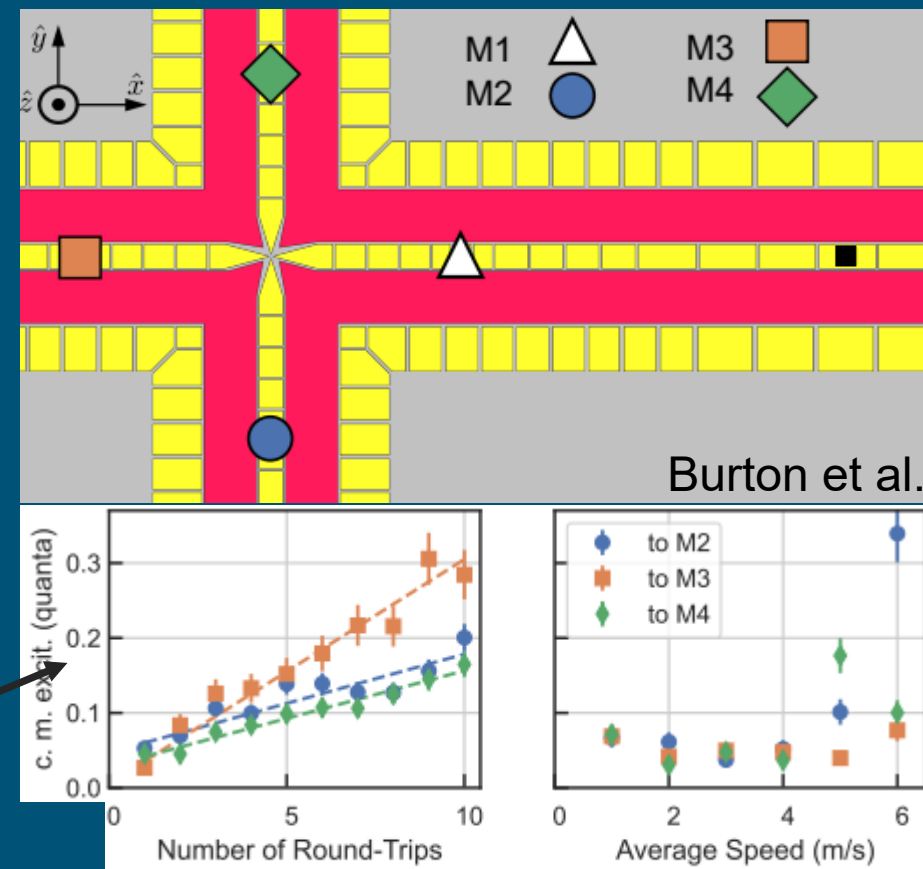 ŷ
x̂
ẑ
M1
M2
M3
M4
Burton et al.
c. m. excit. (quanta)
0.3
0.2
0.1
0.0
0
5
10
Number of Round-Trips
to M2
to M3
to M4
0
2
4
6
Average Speed (m/s)